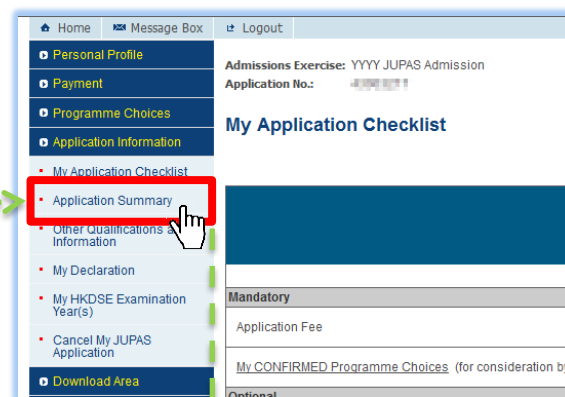 Home Message Box Logout
Personal Profile
Payment
Programme Choices
Application Information
My Application Checklist
Application Summary
Other Qualifications a
Information
My Declaration
My HKDSE Examination
Year(s)
Cancel My JUPAS
Application
Download Area
Admissions Exercise: YYYY JUPAS Admission
Application No.:
My Application Checklist
Mandatory
Application Fee
My CONFIRMED Programme Choices (for consideration by
Optional